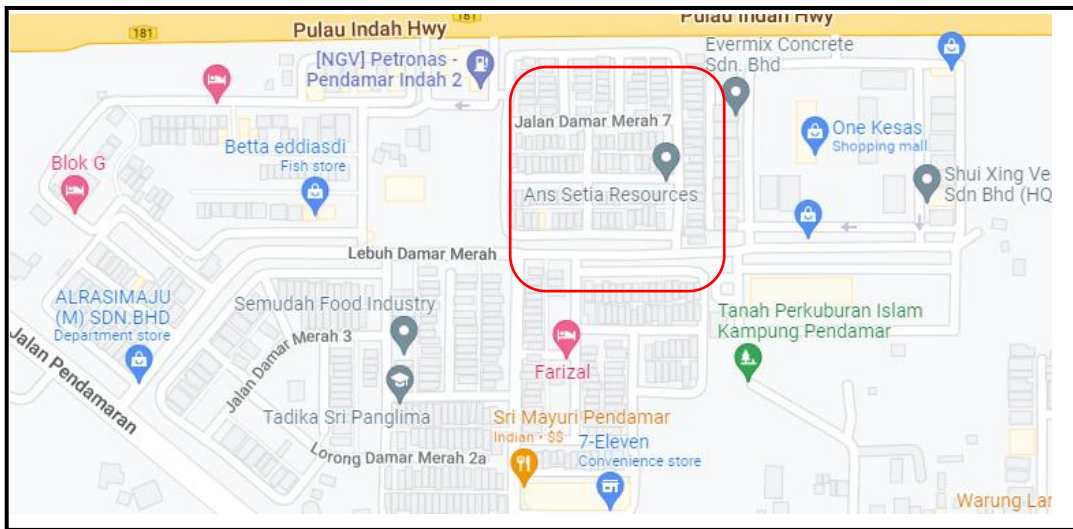 181
Pulau Indah Hwy
181
Pulau Indah Hwy
[NGV] Petronas -
Pendamar Indah 2
Evermix Concrete
Sdn. Bhd
Jalan Damar Merah 7
One Kesas
Shopping mall
Betta eddiasdi
Fish store
Blok G
Ans Setia Resources
Shui Xing Ve
Sdn Bhd (HQ
Lebuh Damar Merah
ALRASIMAJU
(M) SDN.BHD
Department store
Semudah Food Industry
Tanah Perkuburan Islam
Kampung Pendamar
Jalan Damar Merah 3
Jalan Pendamaran
Farizal
Tadika Sri Panglima
Sri Mayuri Pendamar
Indian · $$
7-Eleven
Convenience store
Lorong Damar Merah 2a
Warung Lar